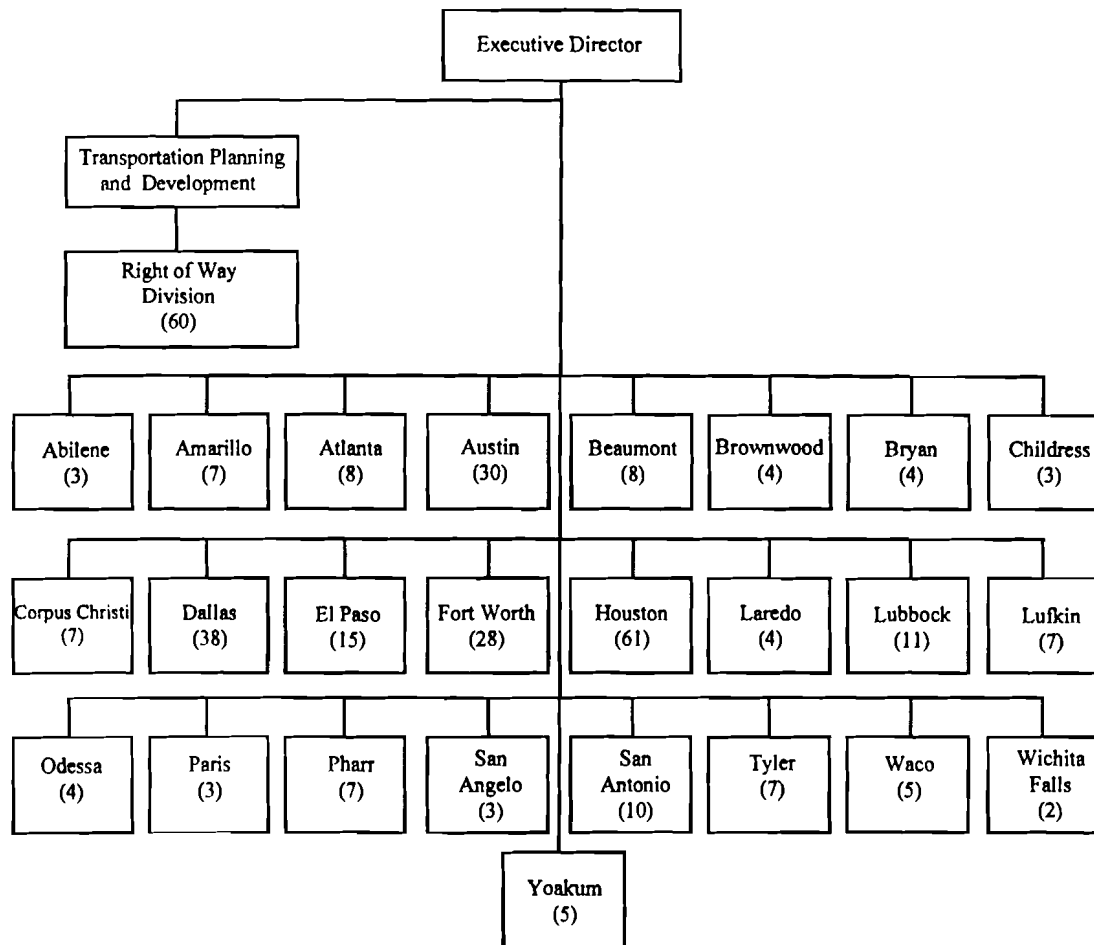 Executive Director
Transportation Planning
and Development
Right of Way
Division
(60)
Abilene
(3)
Amarillo
(7)
Atlanta
(8)
Austin
(30)
Beaumont
(8)
Brownwood
(4)
Bryan
(4)
Childress
(3)
Corpus Christi
(7)
Dallas
(38)
El Paso
(15)
Fort Worth
(28)
Houston
(61)
Laredo
(4)
Lubbock
(11)
Lufkin
(7)
Odessa
(4)
Paris
(3)
Pharr
(7)
San
Angelo
(3)
San
Antonio
(10)
Tyler
(7)
Waco
(5)
Wichita
Falls
(2)
Yoakum
(5)